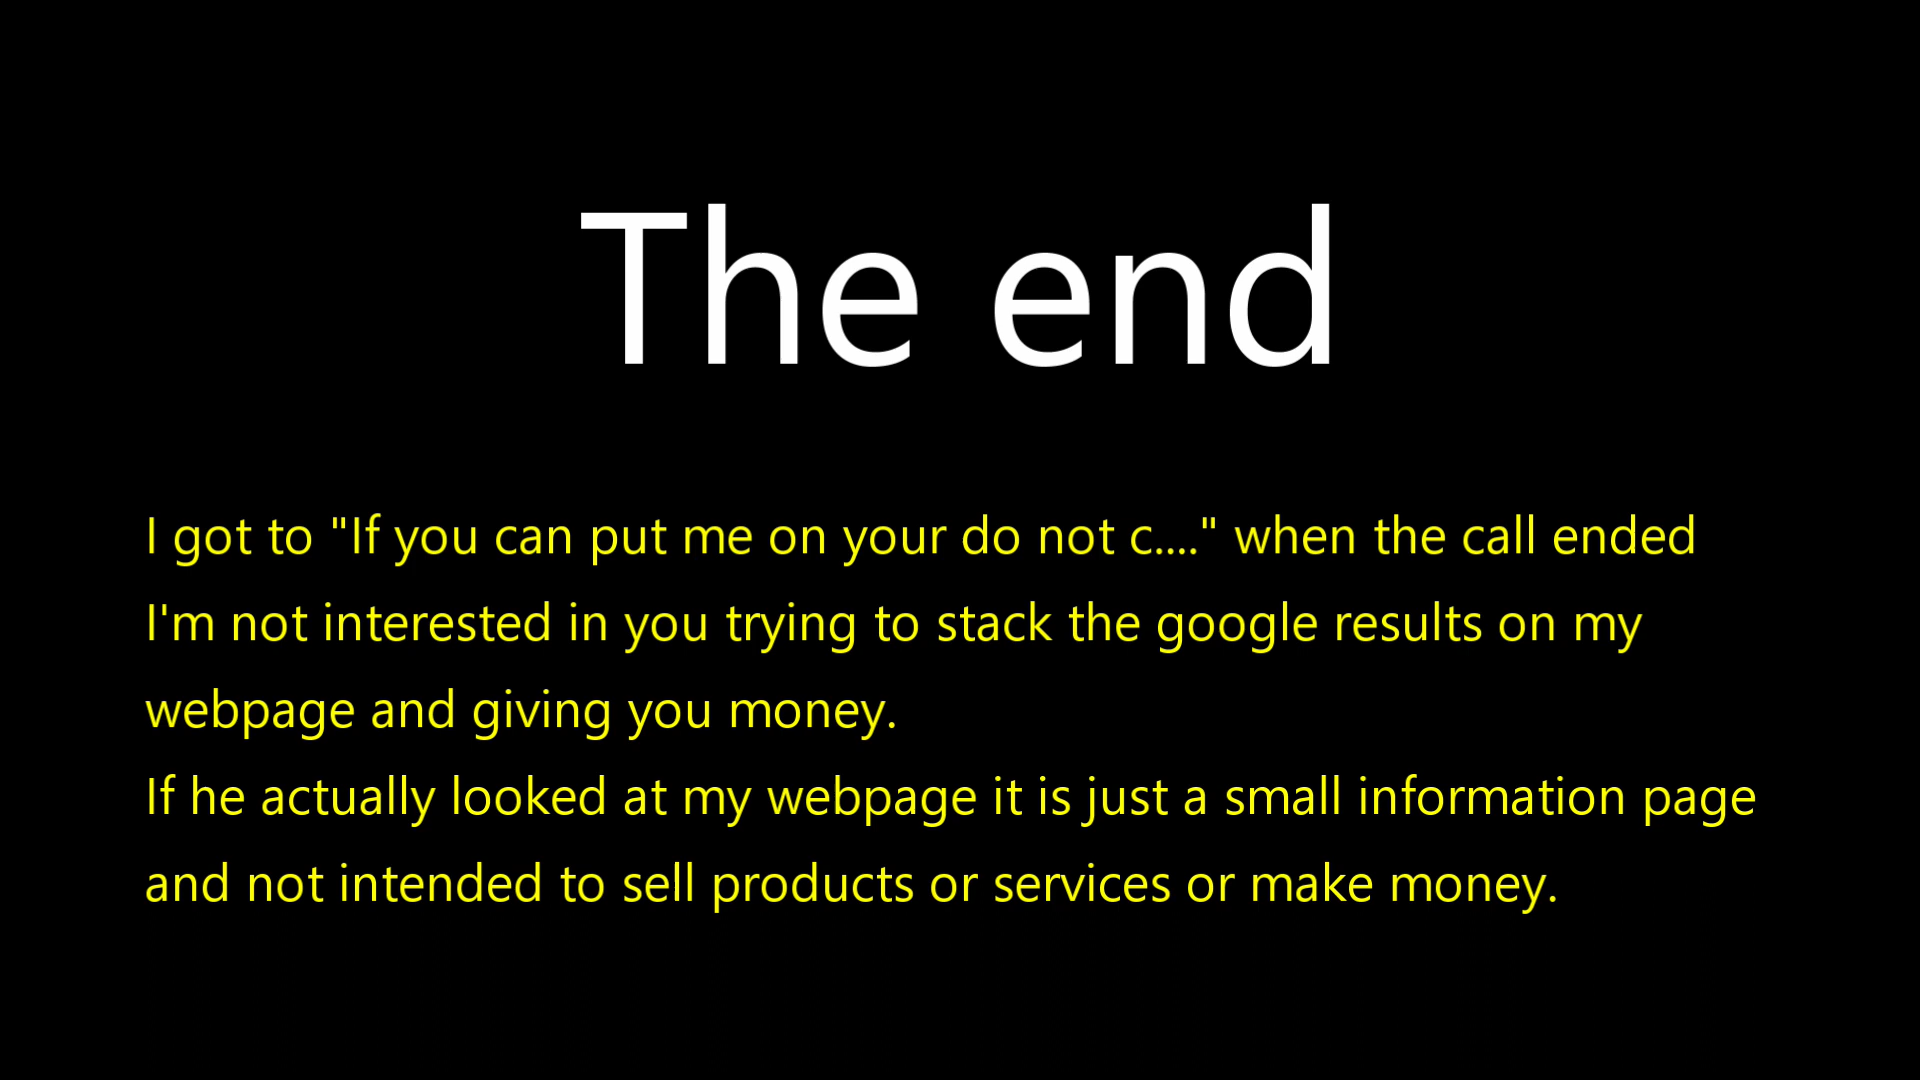 The end
I got to "If you can put me on your do not c...." when the call ended
I'm not interested in you trying to stack the google results on my
webpage and giving you money.
If he actually looked at my webpage it is just a small information page
and not intended to sell products or services or make money.